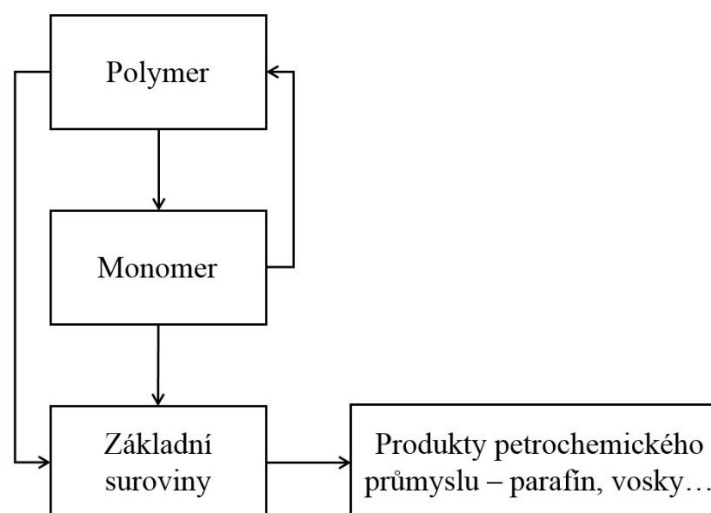 Polymer
Monomer
Základní
suroviny
Produkty petrochemického
průmyslu – parafín, vosky…